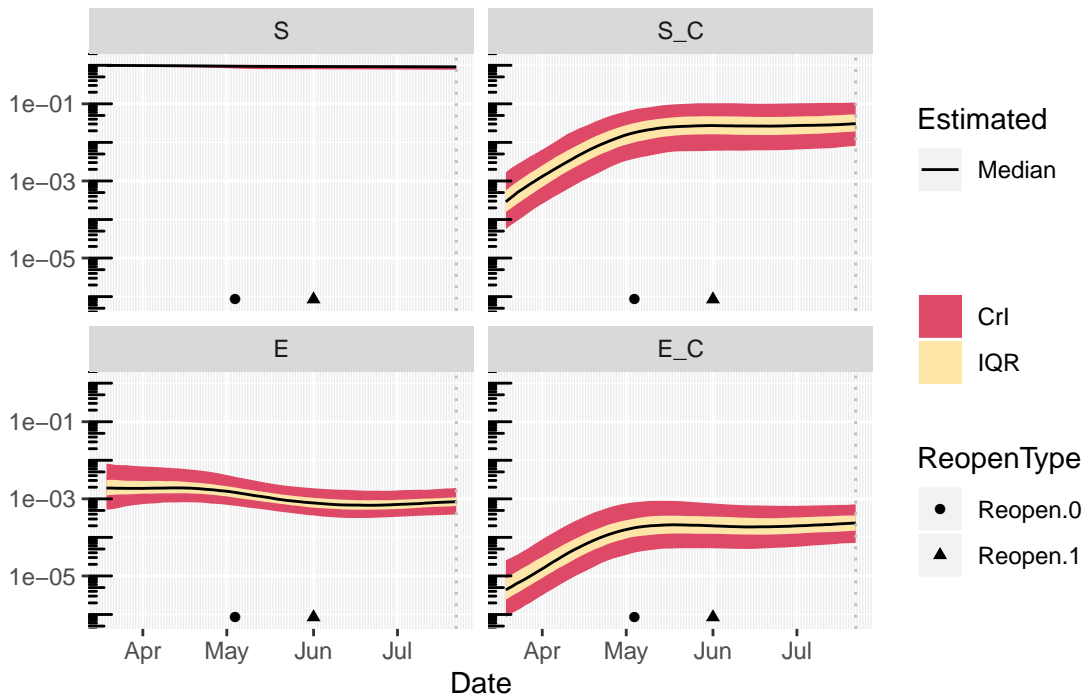 S
S_C
1e−01
1e−03
1e−05
E
E_C
1e−01
1e−03
1e−05
Apr
May
Jun
Jul
Apr
May
Jun
Jul
Date
Estimated
Median
CrI
IQR
ReopenType
Reopen.0
Reopen.1